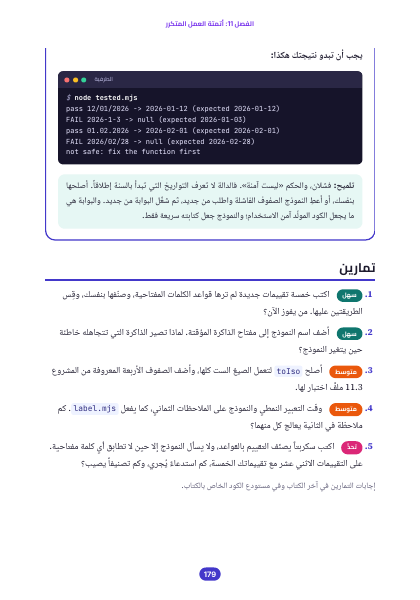 الفصل 11: أتمتة العمل المتكرر
يجب أن تبدو نتيجتك هكذا:
الطرفية
$ node tested.mjs
pass 12/01/2026 -> 2026-01-12 (expected 2026-01-12)
FAIL 2026-1-3 -> null (expected 2026-01-03)
pass 01.02.2026 -> 2026-02-01 (expected 2026-02-01)
FAIL 2026/02/28 -> null (expected 2026-02-28)
not safe: fix the function first
تلميح: فشلان، والحكم «ليست آمنة». فالدالة لا تعرف التواريخ التي تبدأ بالسنة إطلاقاً. أصلحها
بنفسك، أو أعطِ النموذج الصفوف الفاشلة واطلب من جديد، ثم شغّل البوابة من جديد. والبوابة هي
ما يجعل الكود المولّد آمن الاستخدام؛ والنموذج جعل كتابته سريعة فقط.
تمارين
1. سهل اكتب خمسة تقييمات جديدة لم ترها قواعد الكلمات المفتاحية، وصنّفها بنفسك، وقِس
الطريقتين عليها. من يفوز الآن؟
2. سهل أضف اسم النموذج إلى مفتاح الذاكرة المؤقتة. لماذا تصير الذاكرة التي تتجاهله خاطئة
حين يتغير النموذج؟
3. متوسط أصلح toIso لتعمل الصيغ الست كلها، وأضف الصفوف الأربعة المعروفة من المشروع
11.3 ملفَّ اختبار لها.
4. متوسط وقّت التعبير النمطي والنموذج على الملاحظات الثماني، كما يفعل label.mjs. كم
ملاحظة في الثانية يعالج كل منهما؟
5. تحدٍّ اكتب سكربتاً يصنّف التقييم بالقواعد، ولا يسأل النموذج إلا حين لا تطابق أي كلمة مفتاحية.
على التقييمات الاثني عشر مع تقييماتك الخمسة، كم استدعاءً يُجري، وكم تصنيفاً يصيب؟
إجابات التمارين في آخر الكتاب وفي مستودع الكود الخاص بالكتاب.
179